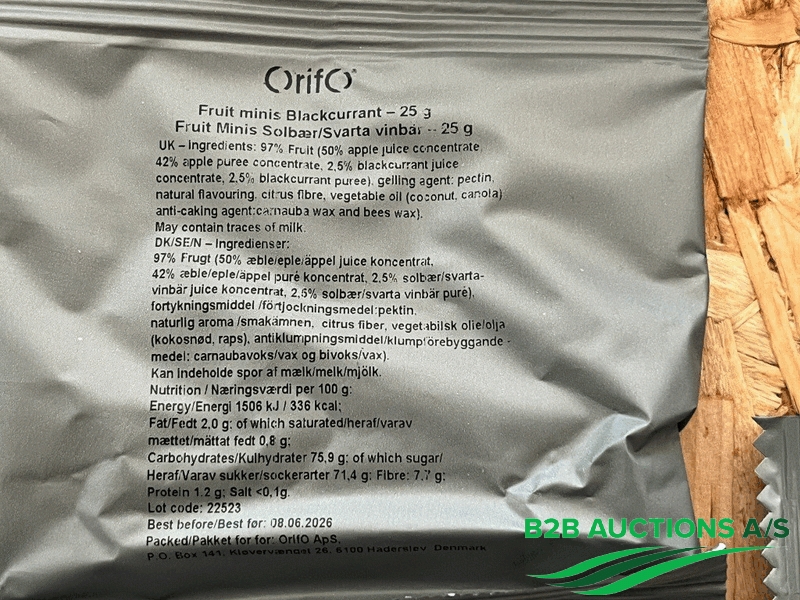 OrifO
Fruit minis Blackcurrant – 25 g
Fruit Minis Solbær/Svarta vinbär -- 25 g
UK – Ingredients: 97% Fruit (50% apple juice concentrate
42% apple puree concentrate, 2,5% blackcurrant juice
concentrate, 2,5% blackcurrant puree), gelling agent: pectin,
natural flavouring, citrus fibre, vegetable oil (coconut, canola)
anti-caking agent:carnauba wax and bees wax).
May contain traces of milk.
DK/SE/N – Ingredienser:
97% Frugt (50% æble/eple/äppel juice koncentrat,
42% æble/eple/äppel puré koncentrat, 2,5% solbær/svarta-
vinbär juice koncentrat, 2,5% solbær/svarta vinbär puré),
fortykningsmiddel /förtjockningsmedel:pektin,
naturlig aroma /smakämnen, citrus fiber, vegetabilsk olie/olja
(kokosnød, raps), antiklumpningsmiddel/klumpförebyggande -
medel: carnaubavoks/vax og bivoks/vax).
Kan indeholde spor af mælk/melk/mjölk.
Nutrition / Næringsværdi per 100 g:
Energy/Energi 1506 kJ / 336 kcal;
Fat/Fedt 2,0 g; of which saturated/heraf/varav
mættet/mättat fedt 0,8 g;
Carbohydrates/Kulhydrater 75,9 g; of which sugar/
Heraf/Varav sukker/sockerarter 71,4 g; Fibre: 7,7 g;
Protein 1.2 g; Salt <0,1g.
Lot code: 22523
Best before/Best før: 08.06.2026
Packed/Pakket for for: OrifO ApS,
P.O. Box 141, Kløvervænget 26, 6100 Haderslev, Denmark
B2B AUCTIONS A/S